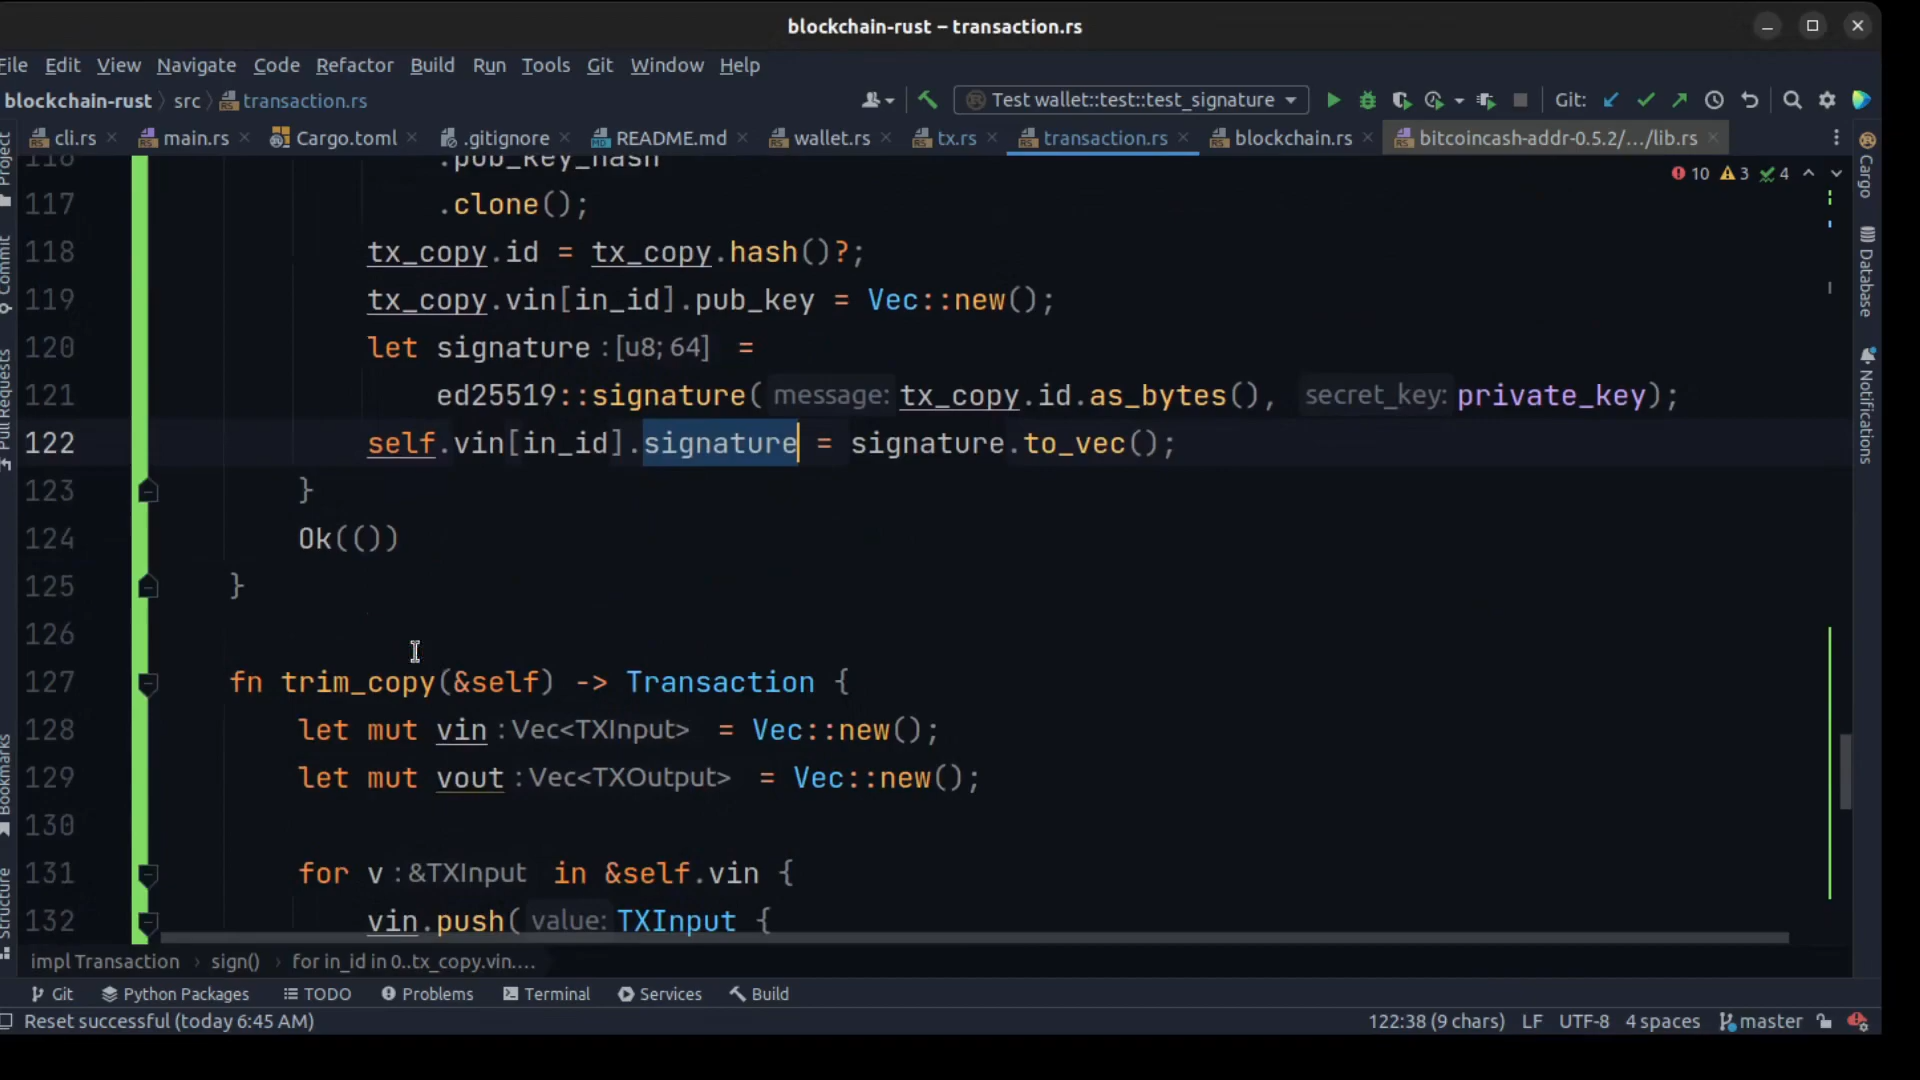 blockchain-rust – transaction.rs
File Edit View Navigate Code Refactor Build Run Tools Git Window Help
blockchain-rust src transaction.rs Test wallet::test::test_signature Git:
cli.rs main.rs Cargo.toml .gitignore README.md wallet.rs tx.rs transaction.rs blockchain.rs bitcoincash-addr-0.5.2/.../lib.rs
10 3 4
116 .pub_key_hash
117 .clone();
118 tx_copy.id = tx_copy.hash()?;
119 tx_copy.vin[in_id].pub_key = Vec::new();
120 let signature :[u8; 64] =
121 ed25519::signature( message: tx_copy.id.as_bytes(), secret_key: private_key);
122 self.vin[in_id].signature = signature.to_vec();
123 }
124 Ok(())
125 }
126
127 fn trim_copy(&self) -> Transaction {
128 let mut vin :Vec<TXInput> = Vec::new();
129 let mut vout :Vec<TXOutput> = Vec::new();
130
131 for v :&TXInput in &self.vin {
132 vin.push( value: TXInput {
Project
Commit
Pull Requests
Bookmarks
Structure
Cargo
Database
Notifications
impl Transaction sign() for in_id in 0..tx_copy.vin....
Git Python Packages TODO Problems Terminal Services Build
Reset successful (today 6:45 AM) 122:38 (9 chars) LF UTF-8 4 spaces master